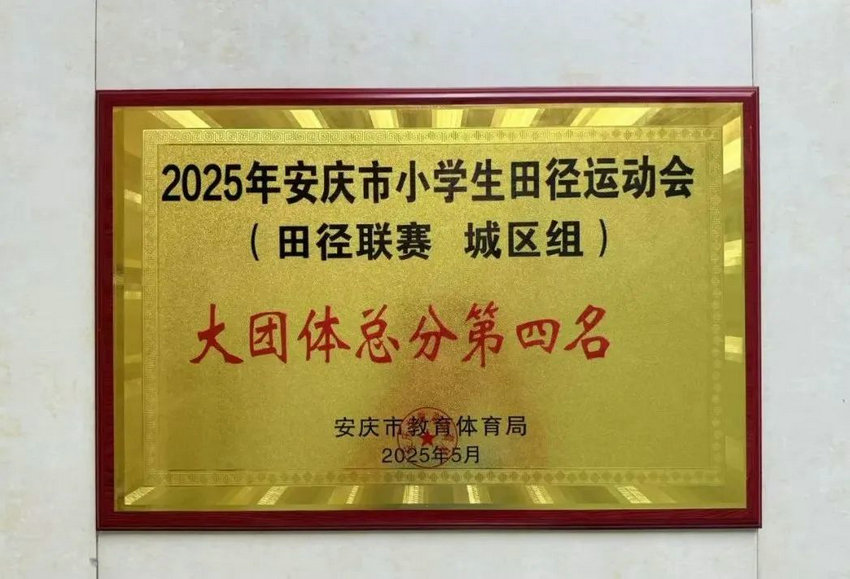 2025年安庆市小学生田径运动会
（田径联赛 城区组）
大团体总分第四名
安庆市教育体育局
2025年5月